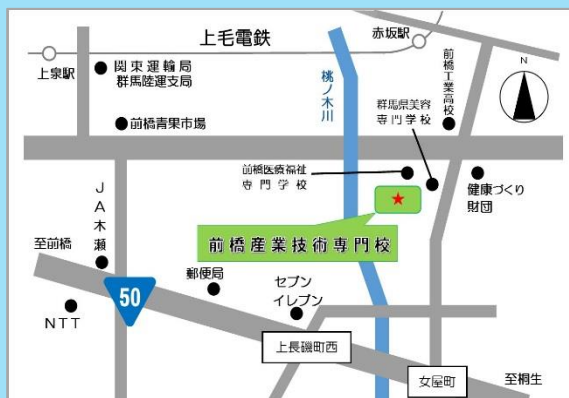 上毛電鉄
赤坂駅
上泉駅
関東運輸局
群馬陸運支局
前橋工業高校
N
桃ノ木川
群馬県美容
専門学校
前橋青果市場
前橋医療福祉
専門学校
健康づくり
財団
JA木瀬
前橋産業技術専門校
至前橋
郵便局
セブン
イレブン
50
NTT
上長磯町西
女屋町
至桐生